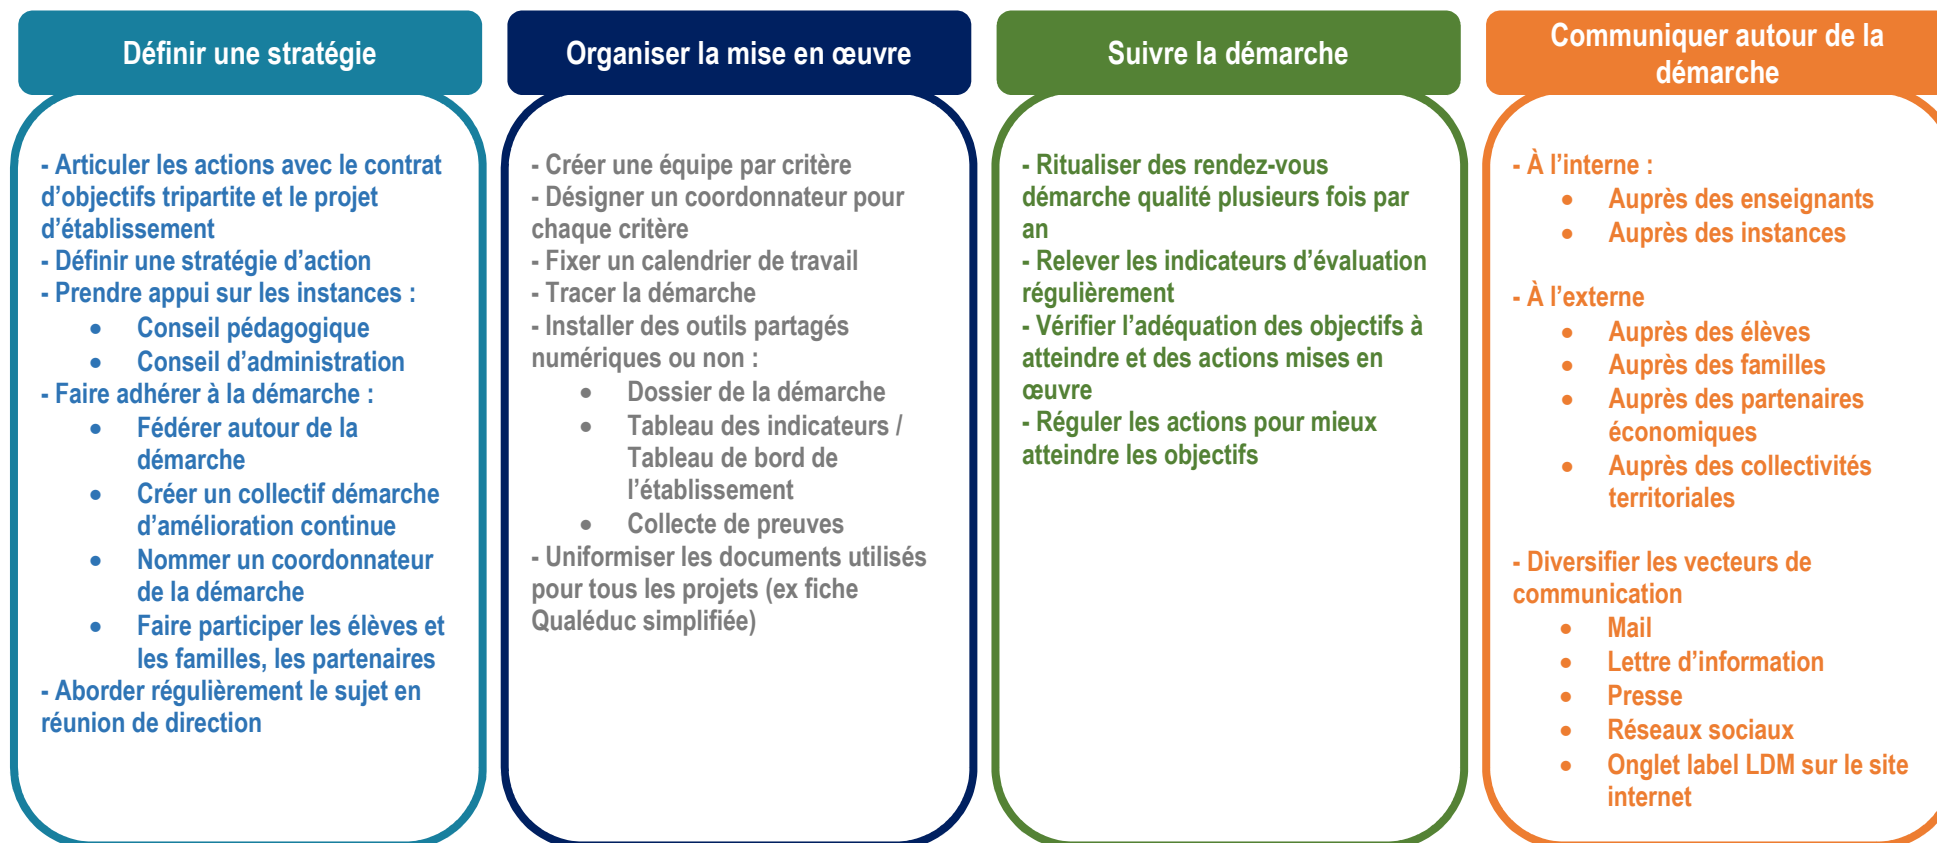 Définir une stratégie
- Articuler les actions avec le contrat
d’objectifs tripartite et le projet
d’établissement
- Définir une stratégie d’action
- Prendre appui sur les instances :
• Conseil pédagogique
• Conseil d’administration
- Faire adhérer à la démarche :
• Fédérer autour de la
démarche
• Créer un collectif démarche
d’amélioration continue
• Nommer un coordonnateur
de la démarche
• Faire participer les élèves et
les familles, les partenaires
- Aborder régulièrement le sujet en
réunion de direction
Organiser la mise en œuvre
- Créer une équipe par critère
- Désigner un coordonnateur pour
chaque critère
- Fixer un calendrier de travail
- Tracer la démarche
- Installer des outils partagés
numériques ou non :
• Dossier de la démarche
• Tableau des indicateurs /
Tableau de bord de
l’établissement
• Collecte de preuves
- Uniformiser les documents utilisés
pour tous les projets (ex fiche
Qualéduc simplifiée)
Suivre la démarche
- Ritualiser des rendez-vous
démarche qualité plusieurs fois par
an
- Relever les indicateurs d’évaluation
régulièrement
- Vérifier l’adéquation des objectifs à
atteindre et des actions mises en
œuvre
- Réguler les actions pour mieux
atteindre les objectifs
Communiquer autour de la
démarche
- À l’interne :
• Auprès des enseignants
• Auprès des instances
- À l’externe
• Auprès des élèves
• Auprès des familles
• Auprès des partenaires
économiques
• Auprès des collectivités
territoriales
- Diversifier les vecteurs de
communication
• Mail
• Lettre d’information
• Presse
• Réseaux sociaux
• Onglet label LDM sur le site
internet